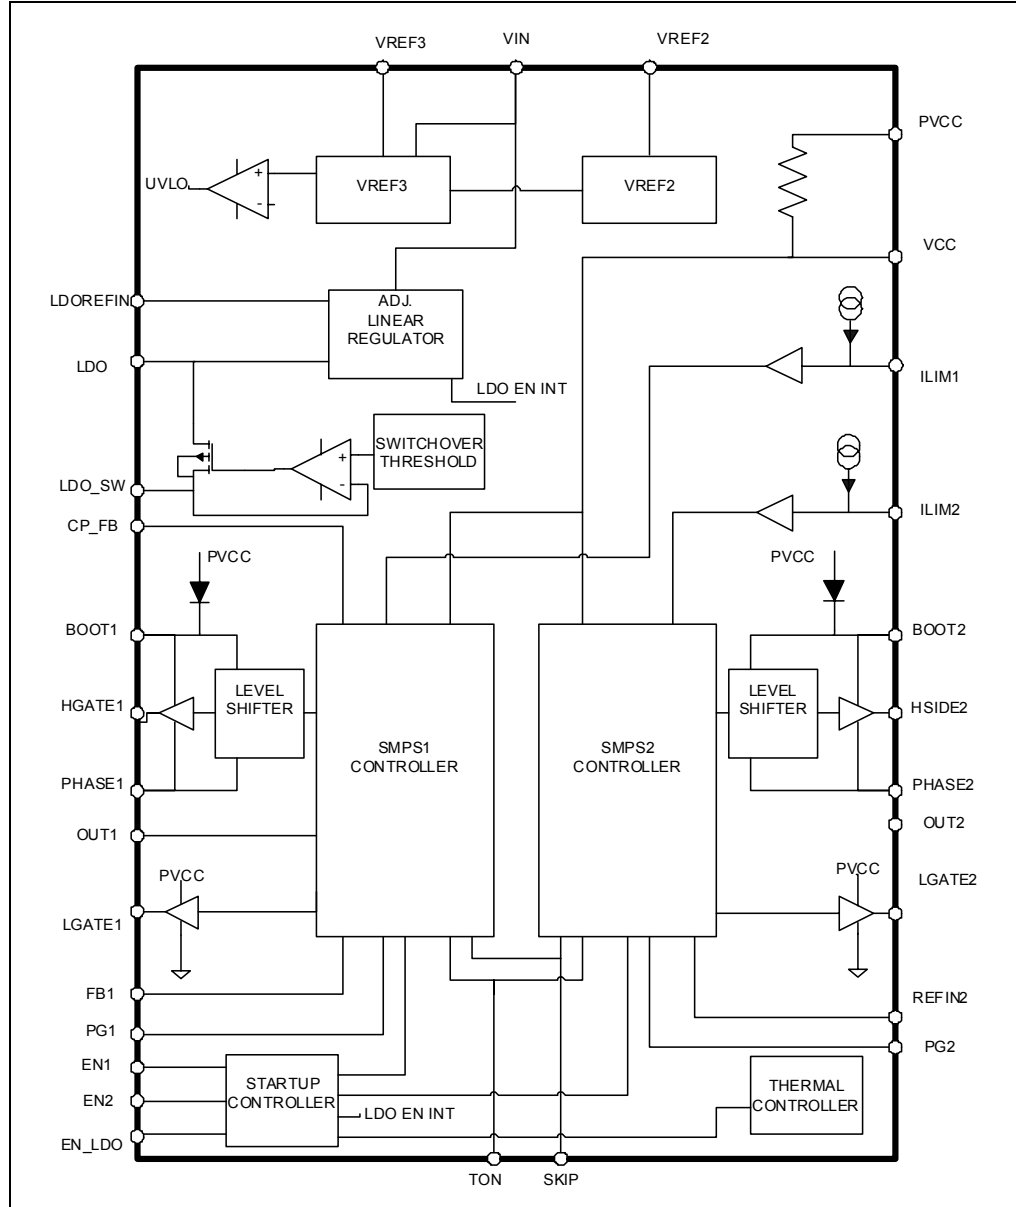 VREF3
VIN
VREF2
PVCC
UVLO
+
-
VREF3
VREF2
VCC
LDOREFIN
ADJ.
LINEAR
REGULATOR
LDO
LDO EN INT
ILIM1
SWITCHOVER
THRESHOLD
+
-
LDO_SW
CP_FB
ILIM2
PVCC
PVCC
BOOT1
BOOT2
LEVEL
SHIFTER
LEVEL
SHIFTER
HGATE1
HSIDE2
SMPS1
CONTROLLER
SMPS2
CONTROLLER
PHASE1
PHASE2
OUT1
OUT2
PVCC
PVCC
LGATE2
LGATE1
FB1
REFIN2
PG1
PG2
EN1
STARTUP
CONTROLLER
THERMAL
CONTROLLER
EN2
LDO EN INT
EN_LDO
TON
SKIP